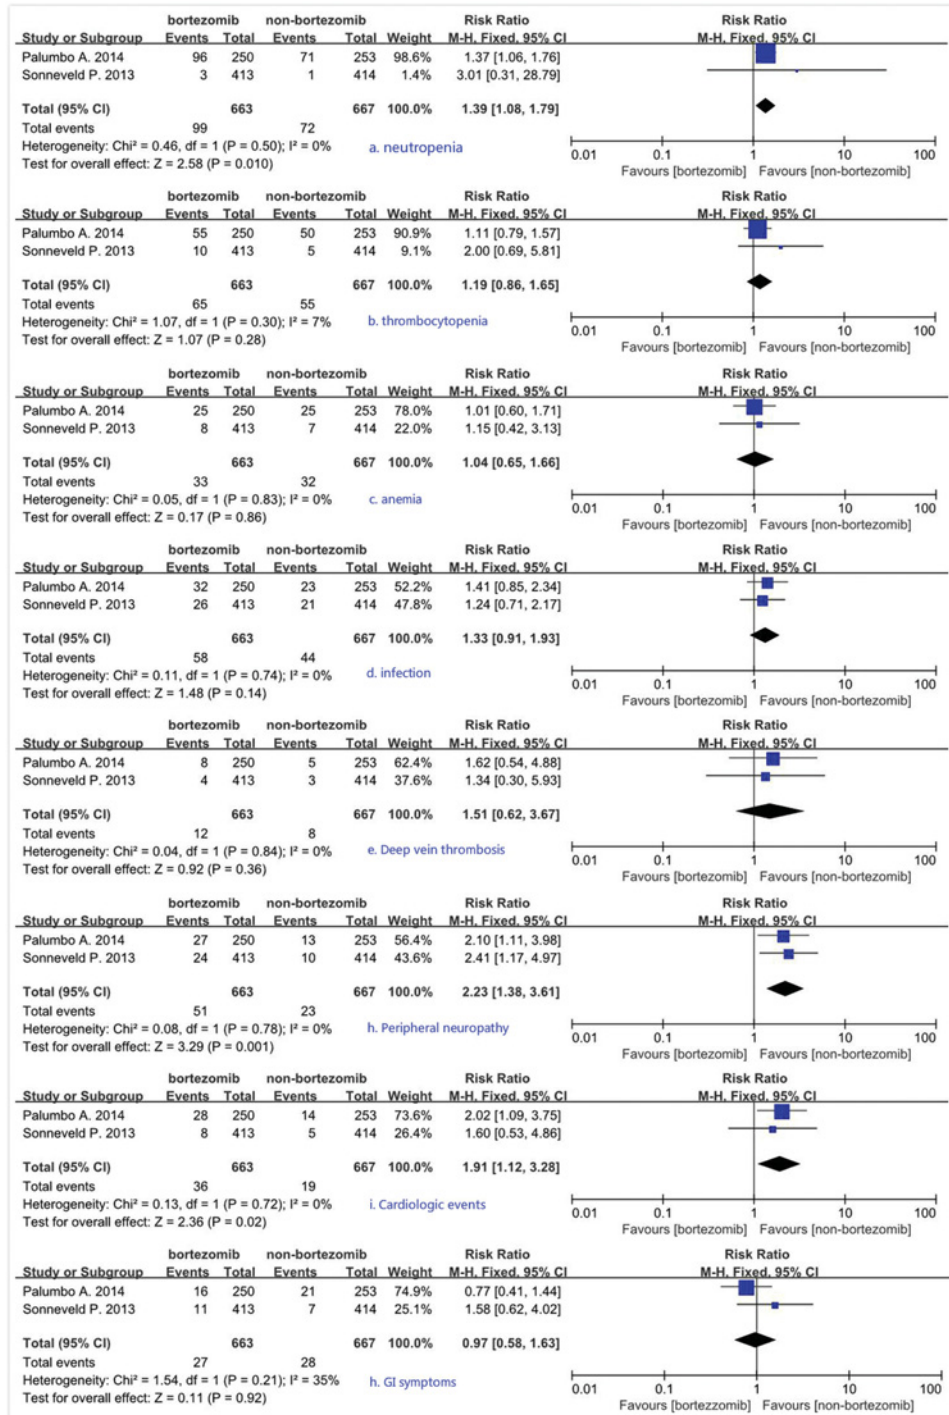 bortezomib non-bortezomib Risk Ratio Risk Ratio
Study or Subgroup Events Total Events Total Weight M-H, Fixed, 95% CI M-H, Fixed, 95% CI
Palumbo A. 2014 96 250 71 253 98.6% 1.37 [1.06, 1.76]
Sonneveld P. 2013 3 413 1 414 1.4% 3.01 [0.31, 28.79]
Total (95% CI) 663 667 100.0% 1.39 [1.08, 1.79]
Total events 99 72
Heterogeneity: Chi² = 0.46, df = 1 (P = 0.50); I² = 0% a. neutropenia
Test for overall effect: Z = 2.58 (P = 0.010)
0.01 0.1 1 10 100
Favours [bortezomib] Favours [non-bortezomib]
bortezomib non-bortezomib Risk Ratio Risk Ratio
Study or Subgroup Events Total Events Total Weight M-H, Fixed, 95% CI M-H, Fixed, 95% CI
Palumbo A. 2014 55 250 50 253 90.9% 1.11 [0.79, 1.57]
Sonneveld P. 2013 10 413 5 414 9.1% 2.00 [0.69, 5.81]
Total (95% CI) 663 667 100.0% 1.19 [0.86, 1.65]
Total events 65 55
Heterogeneity: Chi² = 1.07, df = 1 (P = 0.30); I² = 7% b. thrombocytopenia
Test for overall effect: Z = 1.07 (P = 0.28)
0.01 0.1 1 10 100
Favours [bortezomib] Favours [non-bortezomib]
bortezomib non-bortezomib Risk Ratio Risk Ratio
Study or Subgroup Events Total Events Total Weight M-H, Fixed, 95% CI M-H, Fixed, 95% CI
Palumbo A. 2014 25 250 25 253 78.0% 1.01 [0.60, 1.71]
Sonneveld P. 2013 8 413 7 414 22.0% 1.15 [0.42, 3.13]
Total (95% CI) 663 667 100.0% 1.04 [0.65, 1.66]
Total events 33 32
Heterogeneity: Chi² = 0.05, df = 1 (P = 0.83); I² = 0% c. anemia
Test for overall effect: Z = 0.17 (P = 0.86)
0.01 0.1 1 10 100
Favours [bortezomib] Favours [non-bortezomib]
bortezomib non-bortezomib Risk Ratio Risk Ratio
Study or Subgroup Events Total Events Total Weight M-H, Fixed, 95% CI M-H, Fixed, 95% CI
Palumbo A. 2014 32 250 23 253 52.2% 1.41 [0.85, 2.34]
Sonneveld P. 2013 26 413 21 414 47.8% 1.24 [0.71, 2.17]
Total (95% CI) 663 667 100.0% 1.33 [0.91, 1.93]
Total events 58 44
Heterogeneity: Chi² = 0.11, df = 1 (P = 0.74); I² = 0% d. infection
Test for overall effect: Z = 1.48 (P = 0.14)
0.01 0.1 1 10 100
Favours [bortezomib] Favours [non-bortezomib]
bortezomib non-bortezomib Risk Ratio Risk Ratio
Study or Subgroup Events Total Events Total Weight M-H, Fixed, 95% CI M-H, Fixed, 95% CI
Palumbo A. 2014 8 250 5 253 62.4% 1.62 [0.54, 4.88]
Sonneveld P. 2013 4 413 3 414 37.6% 1.34 [0.30, 5.93]
Total (95% CI) 663 667 100.0% 1.51 [0.62, 3.67]
Total events 12 8
Heterogeneity: Chi² = 0.04, df = 1 (P = 0.84); I² = 0% e. Deep vein thrombosis
Test for overall effect: Z = 0.92 (P = 0.36)
0.01 0.1 1 10 100
Favours [bortezomib] Favours [non-bortezomib]
bortezomib non-bortezomib Risk Ratio Risk Ratio
Study or Subgroup Events Total Events Total Weight M-H, Fixed, 95% CI M-H, Fixed, 95% CI
Palumbo A. 2014 27 250 13 253 56.4% 2.10 [1.11, 3.98]
Sonneveld P. 2013 24 413 10 414 43.6% 2.41 [1.17, 4.97]
Total (95% CI) 663 667 100.0% 2.23 [1.38, 3.61]
Total events 51 23
Heterogeneity: Chi² = 0.08, df = 1 (P = 0.78); I² = 0% h. Peripheral neuropathy
Test for overall effect: Z = 3.29 (P = 0.001)
0.01 0.1 1 10 100
Favours [bortezomib] Favours [non-bortezomib]
bortezomib non-bortezomib Risk Ratio Risk Ratio
Study or Subgroup Events Total Events Total Weight M-H, Fixed, 95% CI M-H, Fixed, 95% CI
Palumbo A. 2014 28 250 14 253 73.6% 2.02 [1.09, 3.75]
Sonneveld P. 2013 8 413 5 414 26.4% 1.60 [0.53, 4.86]
Total (95% CI) 663 667 100.0% 1.91 [1.12, 3.28]
Total events 36 19
Heterogeneity: Chi² = 0.13, df = 1 (P = 0.72); I² = 0% i. Cardiologic events
Test for overall effect: Z = 2.36 (P = 0.02)
0.01 0.1 1 10 100
Favours [bortezomib] Favours [non-bortezomib]
bortezomib non-bortezomib Risk Ratio Risk Ratio
Study or Subgroup Events Total Events Total Weight M-H, Fixed, 95% CI M-H, Fixed, 95% CI
Palumbo A. 2014 16 250 21 253 74.9% 0.77 [0.41, 1.44]
Sonneveld P. 2013 11 413 7 414 25.1% 1.58 [0.62, 4.02]
Total (95% CI) 663 667 100.0% 0.97 [0.58, 1.63]
Total events 27 28
Heterogeneity: Chi² = 1.54, df = 1 (P = 0.21); I² = 35% h. GI symptoms
Test for overall effect: Z = 0.11 (P = 0.92)
0.01 0.1 1 10 100
Favours [bortezzomib] Favours [non-bortezomib]